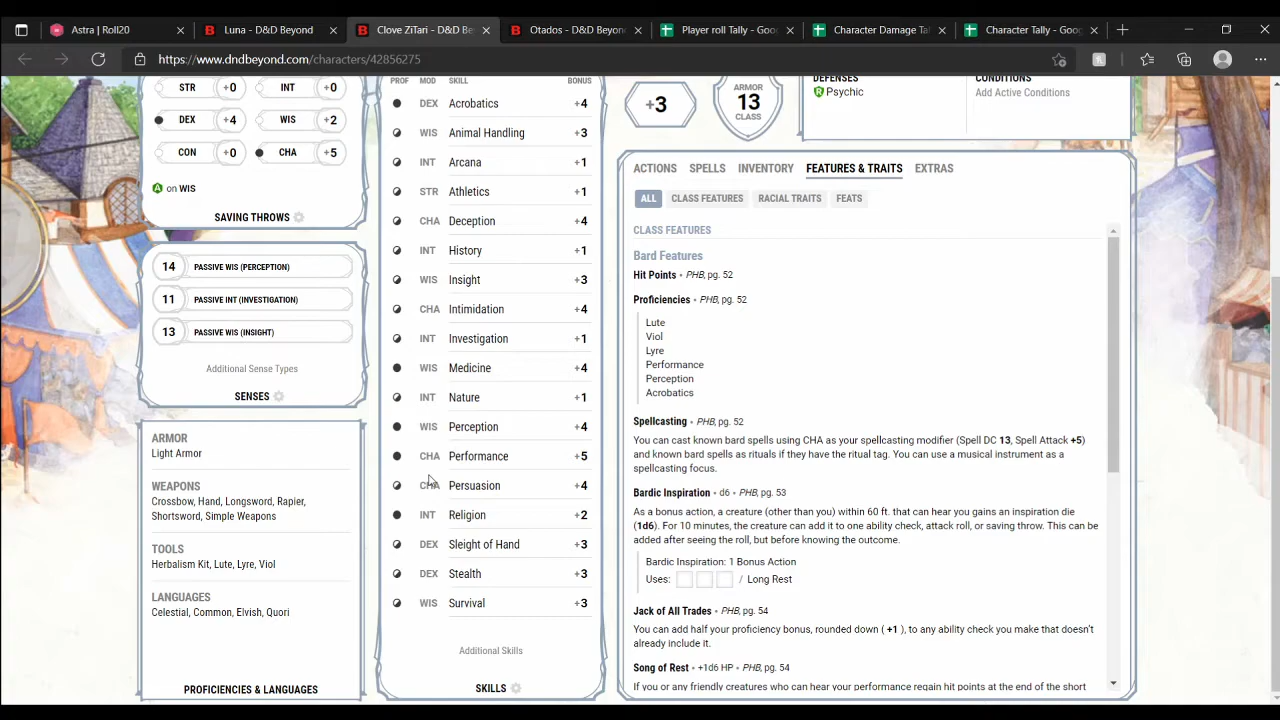 Astra | Roll20
Luna - D&D Beyond
Clove ZiTari - D&D Be
Otados - D&D Beyond
Player roll Tally - Goog
Character Damage Ta
Character Tally - Goog
https://www.dndbeyond.com/characters/42856275
STR +0 INT +0
DEX +4 WIS +2
CON +0 CHA +5
A on WIS
SAVING THROWS
14 PASSIVE WIS (PERCEPTION)
11 PASSIVE INT (INVESTIGATION)
13 PASSIVE WIS (INSIGHT)
Additional Sense Types
SENSES
ARMOR
Light Armor
WEAPONS
Crossbow, Hand, Longsword, Rapier,
Shortsword, Simple Weapons
TOOLS
Herbalism Kit, Lute, Lyre, Viol
LANGUAGES
Celestial, Common, Elvish, Quori
PROFICIENCIES & LANGUAGES
PROF MOD SKILL BONUS
DEX Acrobatics +4
WIS Animal Handling +3
INT Arcana +1
STR Athletics +1
CHA Deception +4
INT History +1
WIS Insight +3
CHA Intimidation +4
INT Investigation +1
WIS Medicine +4
INT Nature +1
WIS Perception +4
CHA Performance +5
CHA Persuasion +4
INT Religion +2
DEX Sleight of Hand +3
DEX Stealth +3
WIS Survival +3
Additional Skills
SKILLS
+3
ARMOR
13
CLASS
DEFENSES
R Psychic
CONDITIONS
Add Active Conditions
ACTIONS SPELLS INVENTORY FEATURES & TRAITS EXTRAS
ALL CLASS FEATURES RACIAL TRAITS FEATS
CLASS FEATURES
Bard Features
Hit Points • PHB, pg. 52
Proficiencies • PHB, pg. 52
Lute
Viol
Lyre
Performance
Perception
Acrobatics
Spellcasting • PHB, pg. 52
You can cast known bard spells using CHA as your spellcasting modifier (Spell DC 13, Spell Attack +5)
and known bard spells as rituals if they have the ritual tag. You can use a musical instrument as a
spellcasting focus.
Bardic Inspiration • d6 • PHB, pg. 53
As a bonus action, a creature (other than you) within 60 ft. that can hear you gains an inspiration die
(1d6). For 10 minutes, the creature can add it to one ability check, attack roll, or saving throw. This can be
added after seeing the roll, but before knowing the outcome.
Bardic Inspiration: 1 Bonus Action
Uses: / Long Rest
Jack of All Trades • PHB, pg. 54
You can add half your proficiency bonus, rounded down ( +1 ), to any ability check you make that doesn't
already include it.
Song of Rest • +1d6 HP • PHB, pg. 54
If you or any friendly creatures who can hear your performance regain hit points at the end of the short